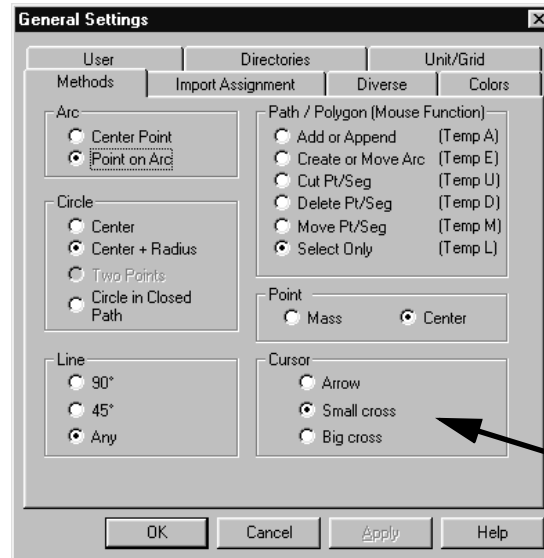 General Settings
User Directories Unit/Grid
Methods Import Assignment Diverse Colors
Arc
Center Point
Point on Arc
Circle
Center
Center + Radius
Two Points
Circle in Closed
Path
Line
90°
45°
Any
Path / Polygon (Mouse Function)
Add or Append (Temp A)
Create or Move Arc (Temp E)
Cut Pt/Seg (Temp U)
Delete Pt/Seg (Temp D)
Move Pt/Seg (Temp M)
Select Only (Temp L)
Point
Mass Center
Cursor
Arrow
Small cross
Big cross
OK Cancel Apply Help